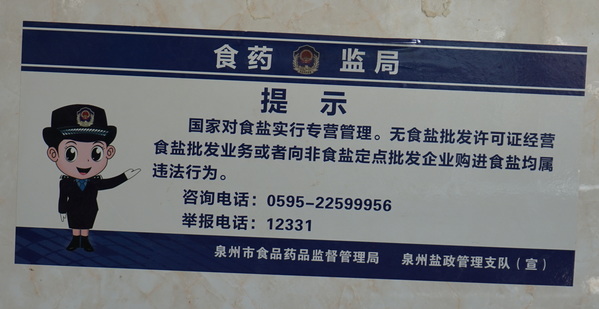 食药 监局
提 示
国家对食盐实行专营管理。无食盐批发许可证经营
食盐批发业务或者向非食盐定点批发企业购进食盐均属
违法行为。
咨询电话：0595-22599956
举报电话：12331
泉州市食品药品监督管理局 泉州盐政管理支队（宣）